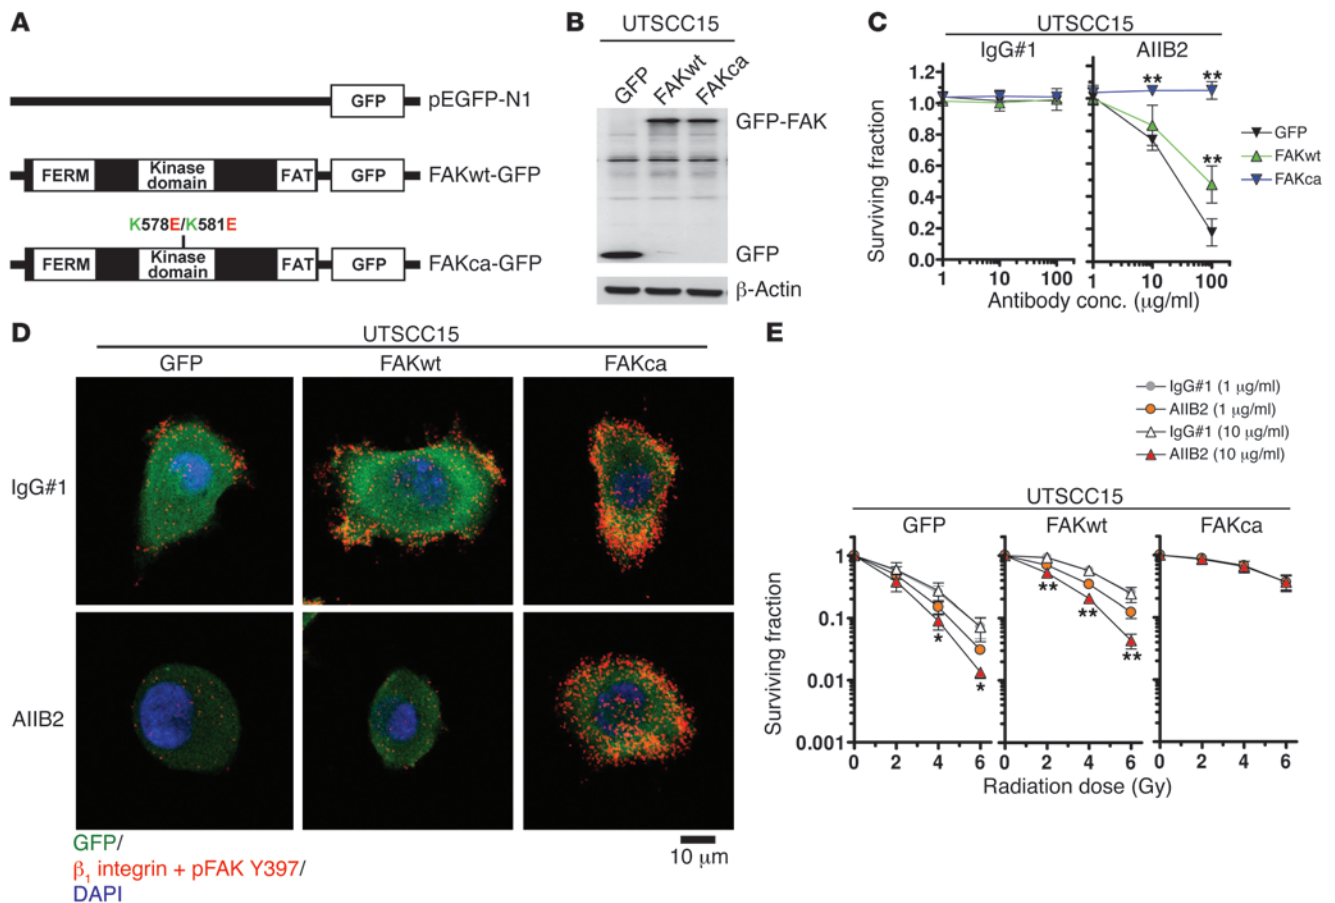 A
GFP
pEGFP-N1
FERM
Kinase domain
FAT
GFP
FAKwt-GFP
K578E/K581E
FERM
Kinase domain
FAT
GFP
FAKca-GFP
B
UTSCC15
GFP
FAKwt
FAKca
GFP-FAK
GFP
β-Actin
C
UTSCC15
IgG#1
AIIB2
Surviving fraction
1.2
1.0
0.8
0.6
0.4
0.2
0.0
** **
**
1 10 100
1 10 100
Antibody conc. (μg/ml)
GFP
FAKwt
FAKca
D
UTSCC15
GFP FAKwt FAKca
IgG#1
AIIB2
GFP/
β1 integrin + pFAK Y397/
DAPI
10 μm
E
IgG#1 (1 μg/ml)
AIIB2 (1 μg/ml)
IgG#1 (10 μg/ml)
AIIB2 (10 μg/ml)
UTSCC15
GFP FAKwt FAKca
Surviving fraction
1
0.1
0.01
0.001
* *
** ** **
0 2 4 6
0 2 4 6
0 2 4 6
Radiation dose (Gy)